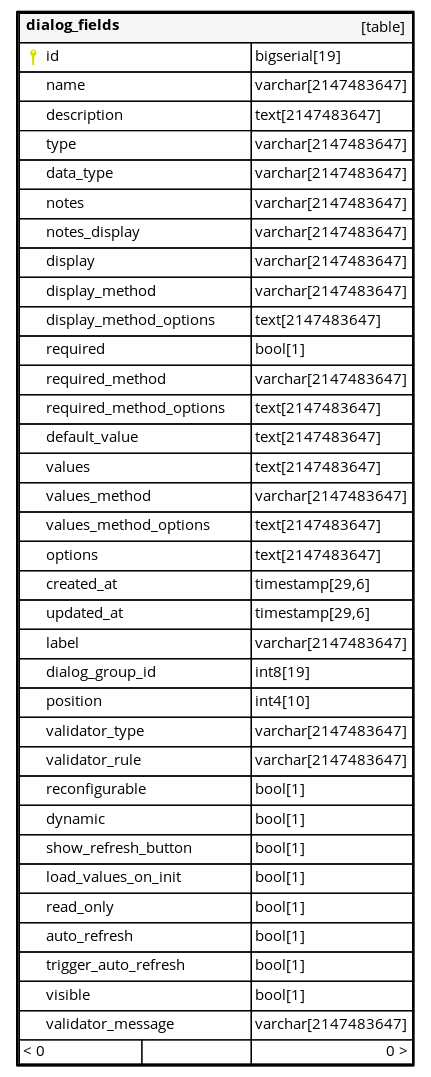 dialog_fields [table]
id bigserial[19]
name varchar[2147483647]
description text[2147483647]
type varchar[2147483647]
data_type varchar[2147483647]
notes varchar[2147483647]
notes_display varchar[2147483647]
display varchar[2147483647]
display_method varchar[2147483647]
display_method_options text[2147483647]
required bool[1]
required_method varchar[2147483647]
required_method_options text[2147483647]
default_value text[2147483647]
values text[2147483647]
values_method varchar[2147483647]
values_method_options text[2147483647]
options text[2147483647]
created_at timestamp[29,6]
updated_at timestamp[29,6]
label varchar[2147483647]
dialog_group_id int8[19]
position int4[10]
validator_type varchar[2147483647]
validator_rule varchar[2147483647]
reconfigurable bool[1]
dynamic bool[1]
show_refresh_button bool[1]
load_values_on_init bool[1]
read_only bool[1]
auto_refresh bool[1]
trigger_auto_refresh bool[1]
visible bool[1]
validator_message varchar[2147483647]
< 0 0 >